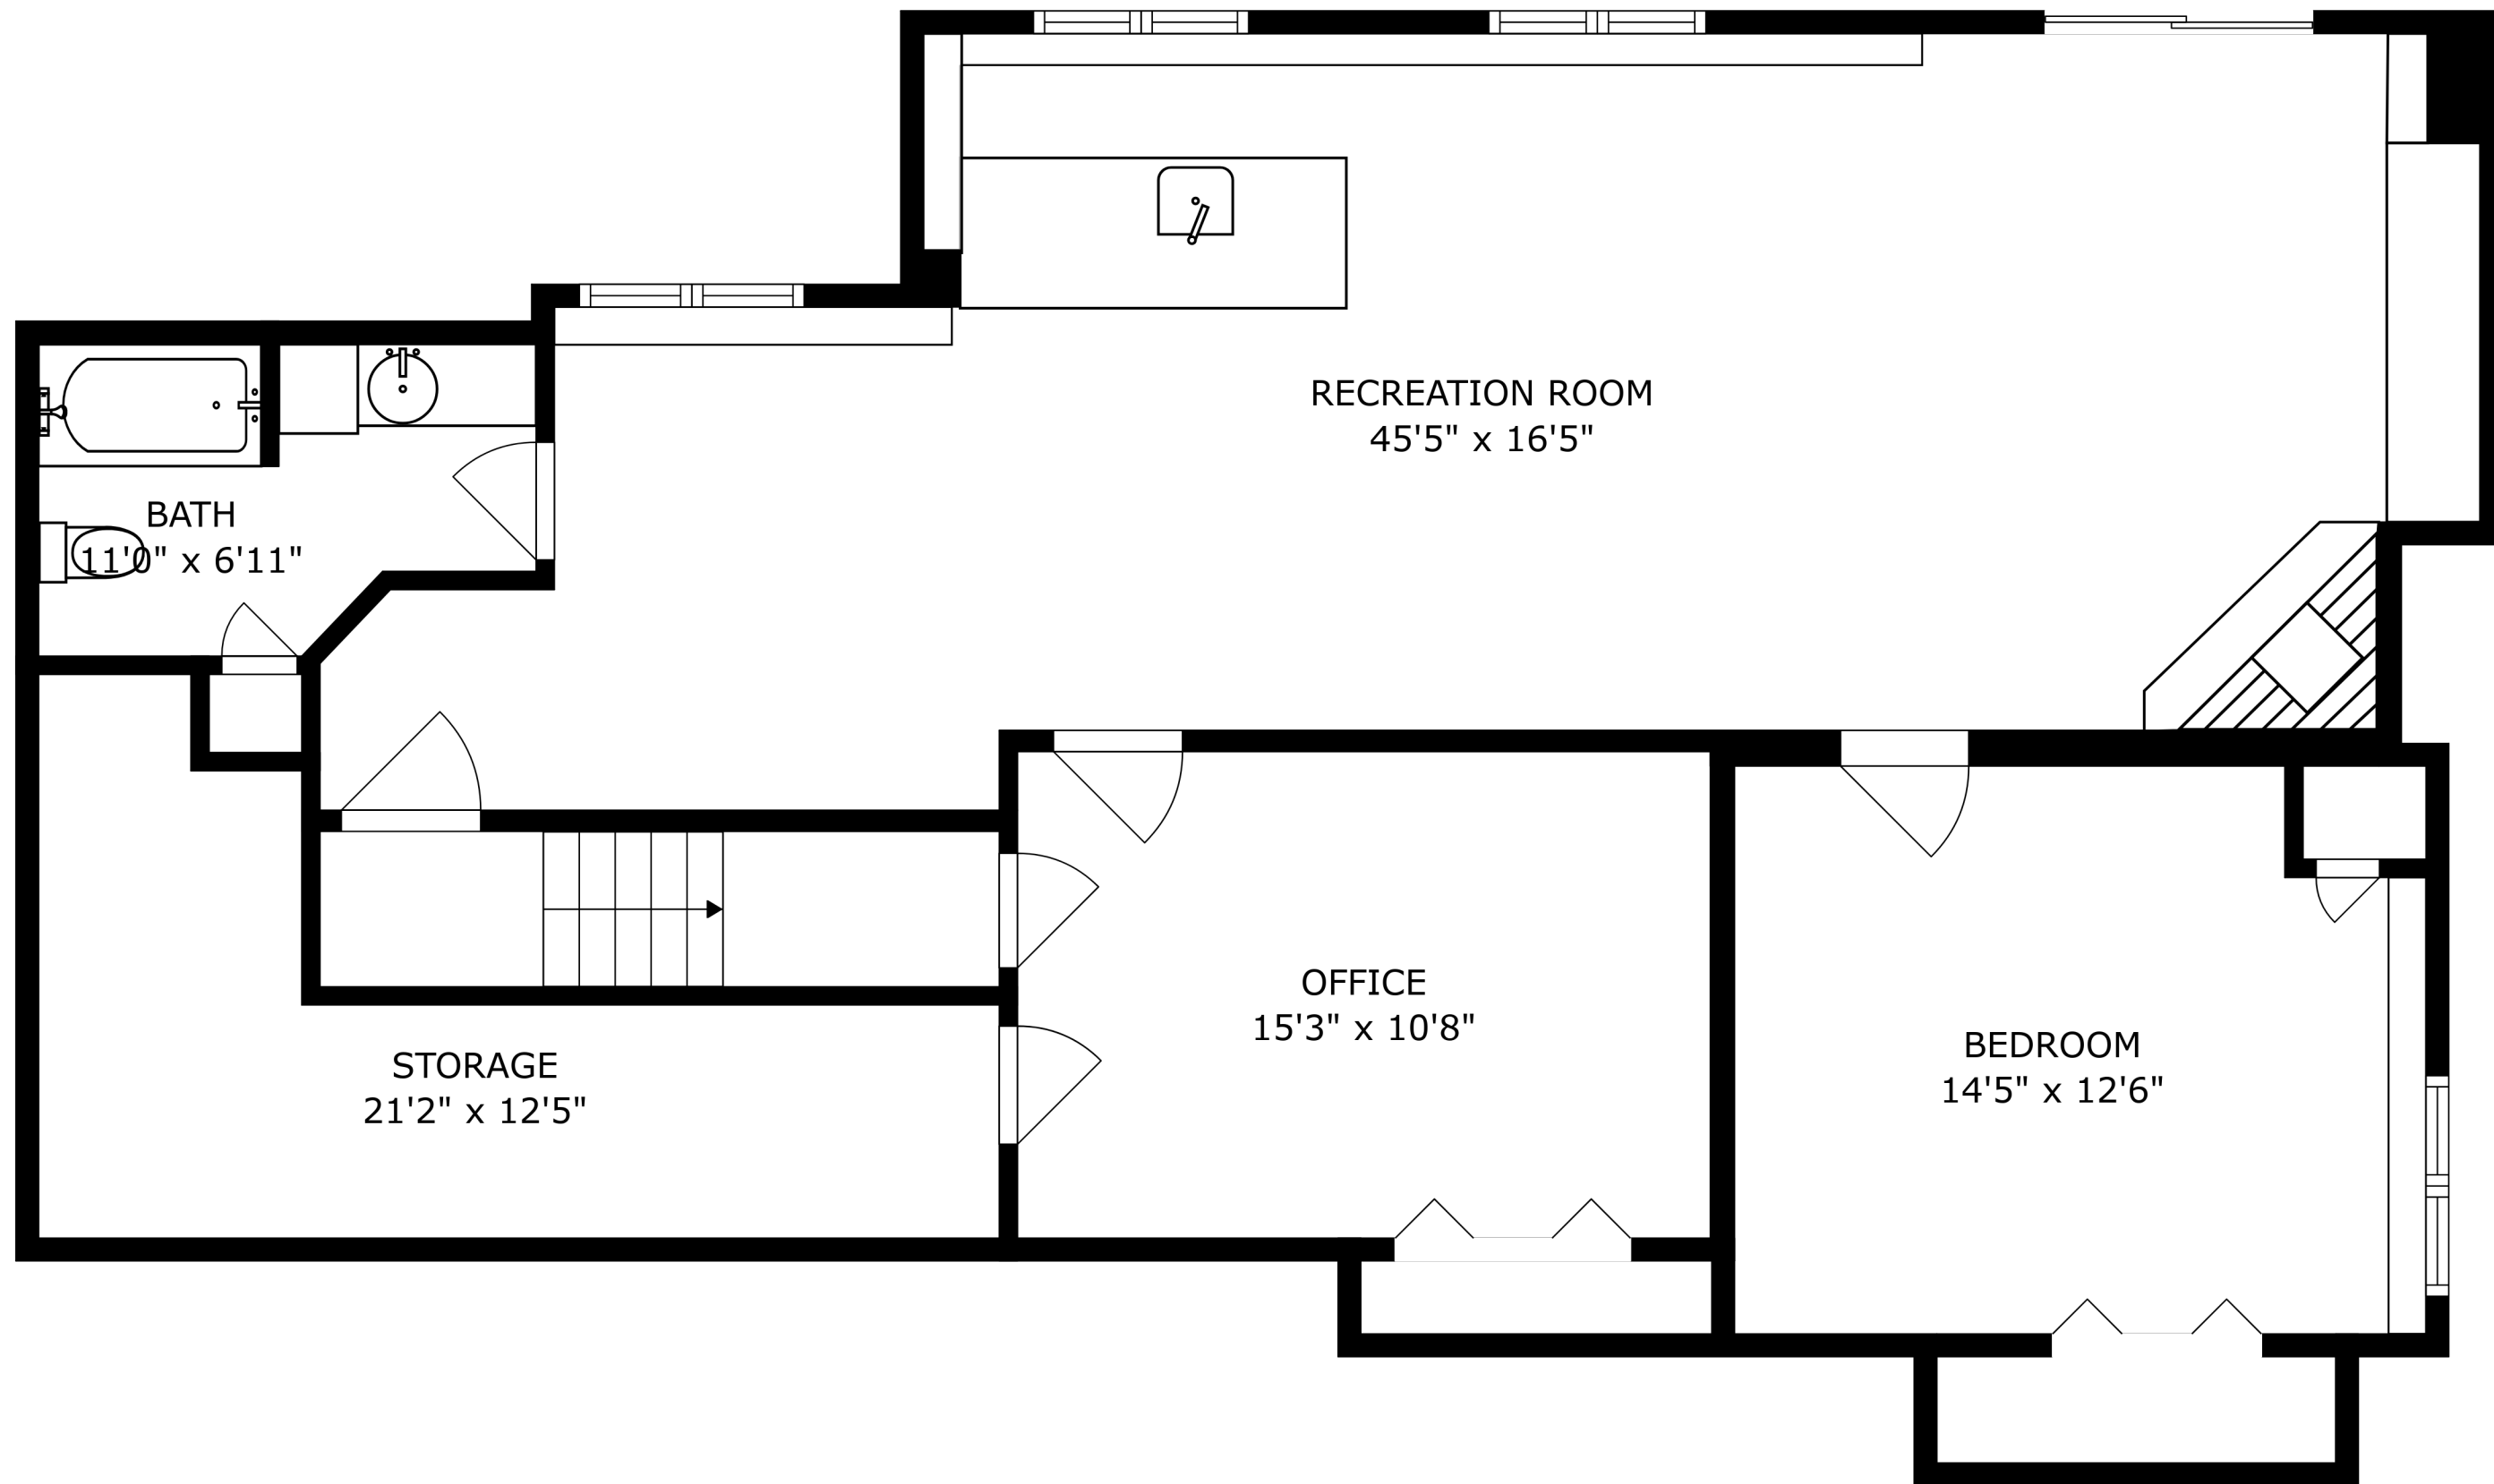 RECREATION ROOM
45'5" x 16'5"
BATH
11'0" x 6'11"
OFFICE
15'3" x 10'8"
BEDROOM
14'5" x 12'6"
STORAGE
21'2" x 12'5"